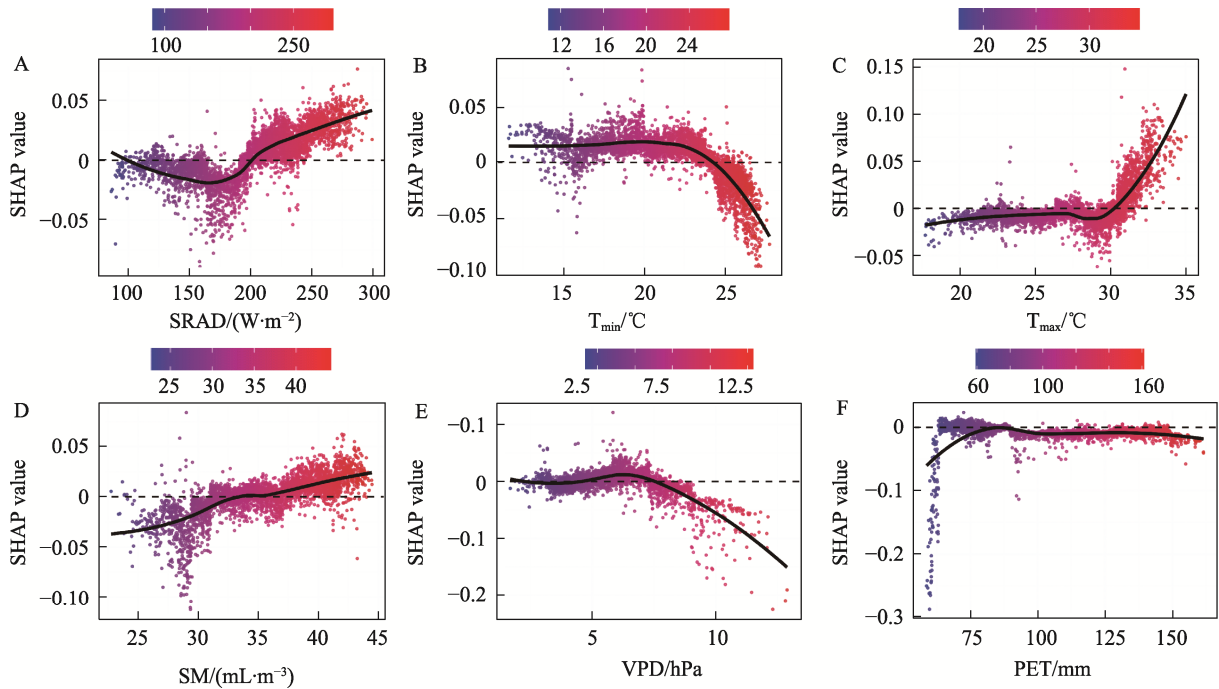 100 250
A
SHAP value
0.05
0
−0.05
100 150 200 250 300
SRAD/(W·m⁻²)
12 16 20 24
B
SHAP value
0.05
0
−0.05
−0.10
15 20 25
Tmin/℃
20 25 30
C
SHAP value
0.15
0.10
0.05
0
−0.05
20 25 30 35
Tmax/℃
25 30 35 40
D
SHAP value
0.05
0
−0.05
−0.10
25 30 35 40 45
SM/(mL·m⁻³)
2.5 7.5 12.5
E
SHAP value
−0.1
0
−0.1
−0.2
5 10
VPD/hPa
60 100 160
F
SHAP value
0
−0.1
−0.2
−0.3
75 100 125 150
PET/mm